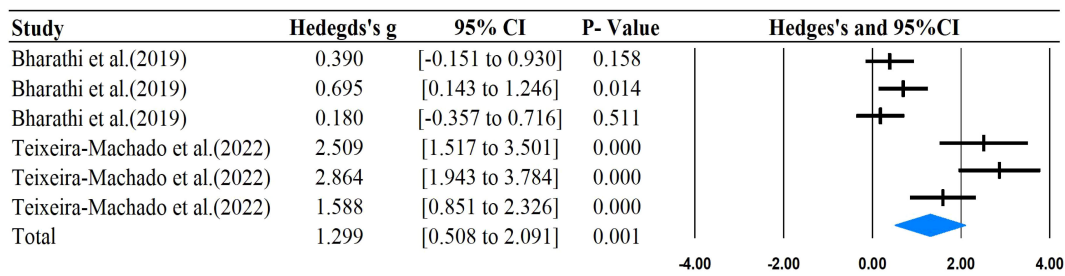 Study Hedegds's g 95% CI P- Value Hedges's and 95%CI
Bharathi et al.(2019) 0.390 [-0.151 to 0.930] 0.158
Bharathi et al.(2019) 0.695 [0.143 to 1.246] 0.014
Bharathi et al.(2019) 0.180 [-0.357 to 0.716] 0.511
Teixeira-Machado et al.(2022) 2.509 [1.517 to 3.501] 0.000
Teixeira-Machado et al.(2022) 2.864 [1.943 to 3.784] 0.000
Teixeira-Machado et al.(2022) 1.588 [0.851 to 2.326] 0.000
Total 1.299 [0.508 to 2.091] 0.001
-4.00 -2.00 0.00 2.00 4.00